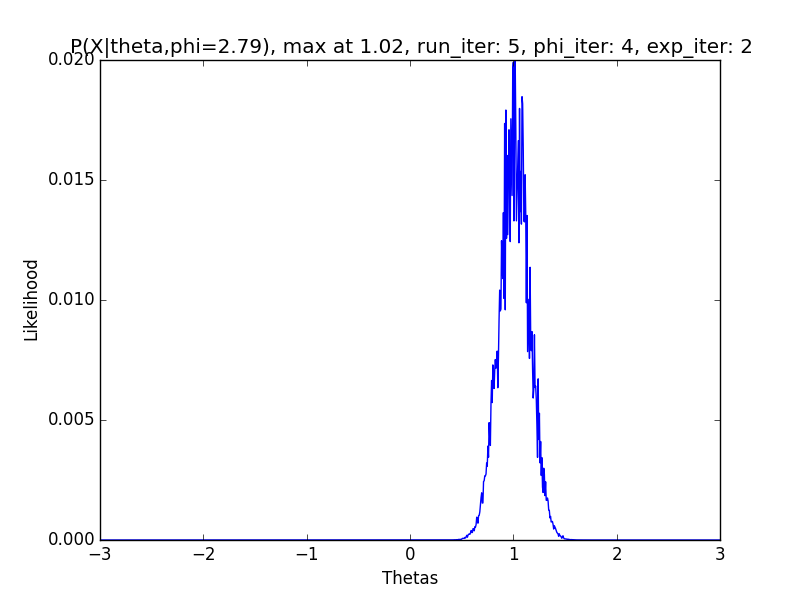 P(X|theta,phi=2.79), max at 1.02, run_iter: 5, phi_iter: 4, exp_iter: 2
0.020
0.015
0.010
0.005
0.000
Likelihood
−3 −2 −1 0 1 2 3
Thetas